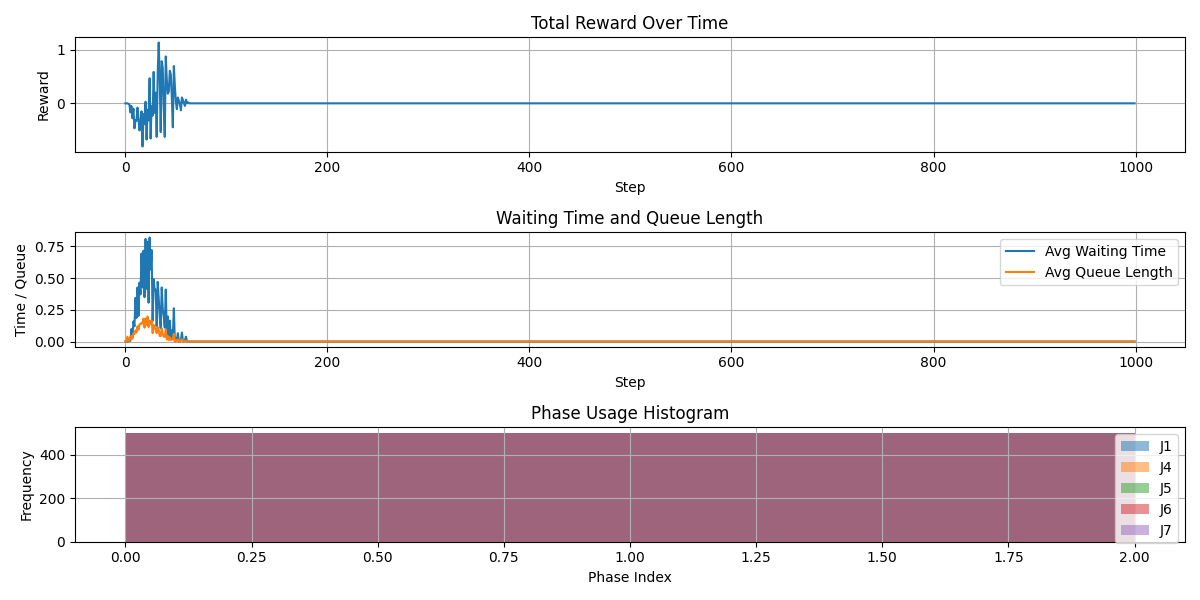 Total Reward Over Time
1
0
Reward
0 200 400 600 800 1000
Step
Waiting Time and Queue Length
0.75
0.50
0.25
0.00
Time / Queue
Avg Waiting Time
Avg Queue Length
0 200 400 600 800 1000
Step
Phase Usage Histogram
400
200
0
Frequency
J1
J4
J5
J6
J7
0.00 0.25 0.50 0.75 1.00 1.25 1.50 1.75 2.00
Phase Index